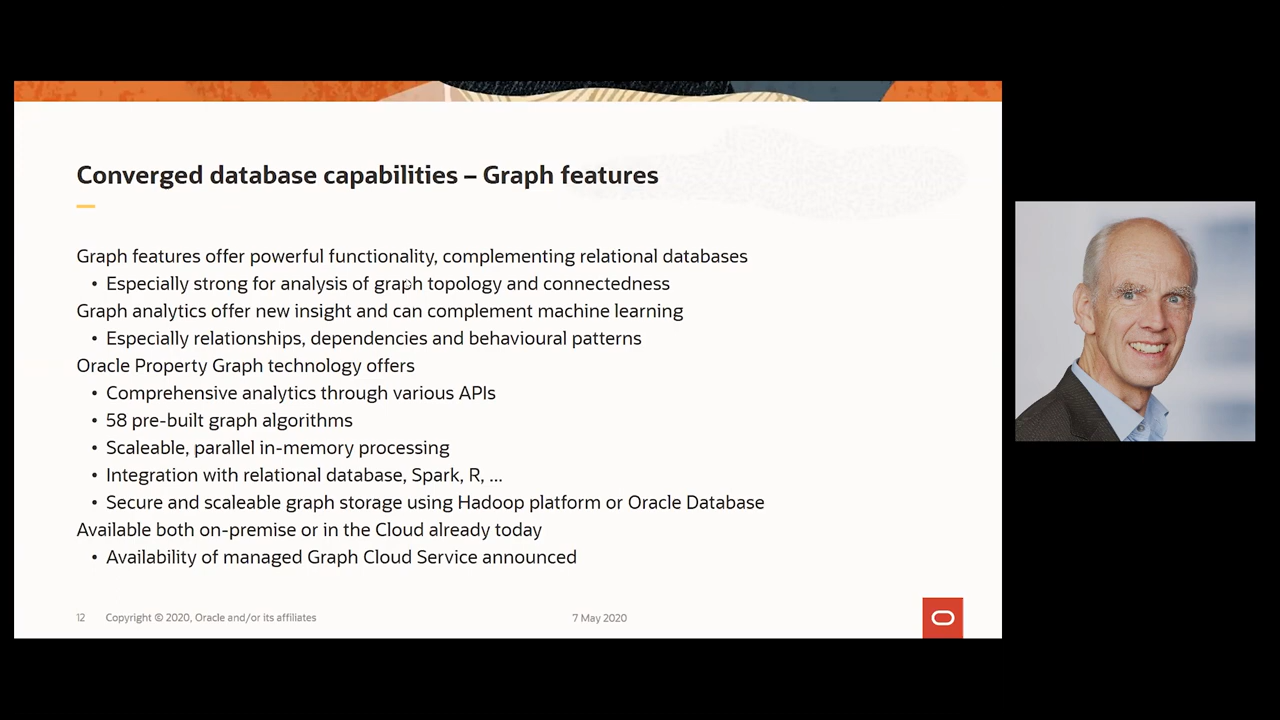 Converged database capabilities – Graph features
Graph features offer powerful functionality, complementing relational databases
• Especially strong for analysis of graph topology and connectedness
Graph analytics offer new insight and can complement machine learning
• Especially relationships, dependencies and behavioural patterns
Oracle Property Graph technology offers
• Comprehensive analytics through various APIs
• 58 pre-built graph algorithms
• Scaleable, parallel in-memory processing
• Integration with relational database, Spark, R, ...
• Secure and scaleable graph storage using Hadoop platform or Oracle Database
Available both on-premise or in the Cloud already today
• Availability of managed Graph Cloud Service announced
12 Copyright © 2020, Oracle and/or its affiliates 7 May 2020